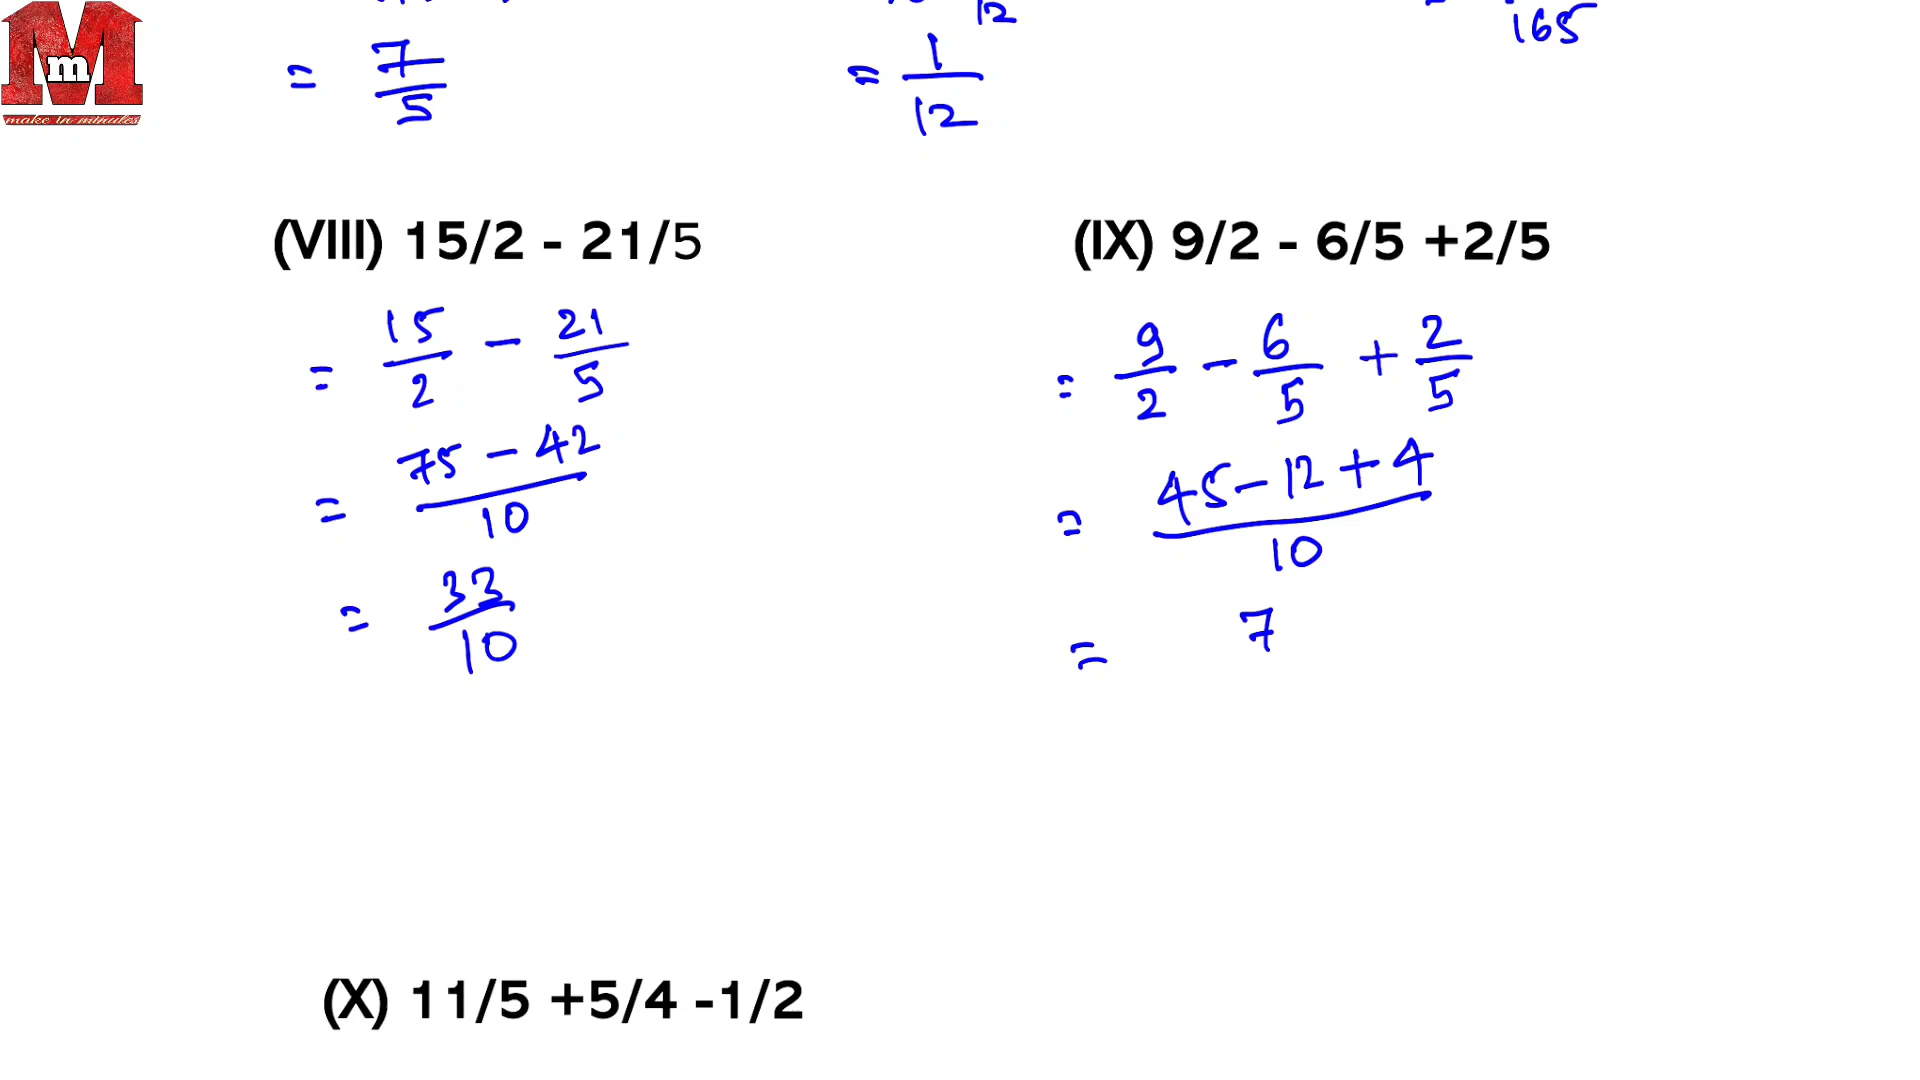 M
m
make in minutes
= 7/5
12
= 1/12
165
(VIII) 15/2 - 21/5
= 15/2 - 21/5
= 75 - 42 / 10
= 33/10
(IX) 9/2 - 6/5 +2/5
= 9/2 - 6/5 + 2/5
= 45 - 12 + 4 / 10
= 7
(X) 11/5 +5/4 -1/2